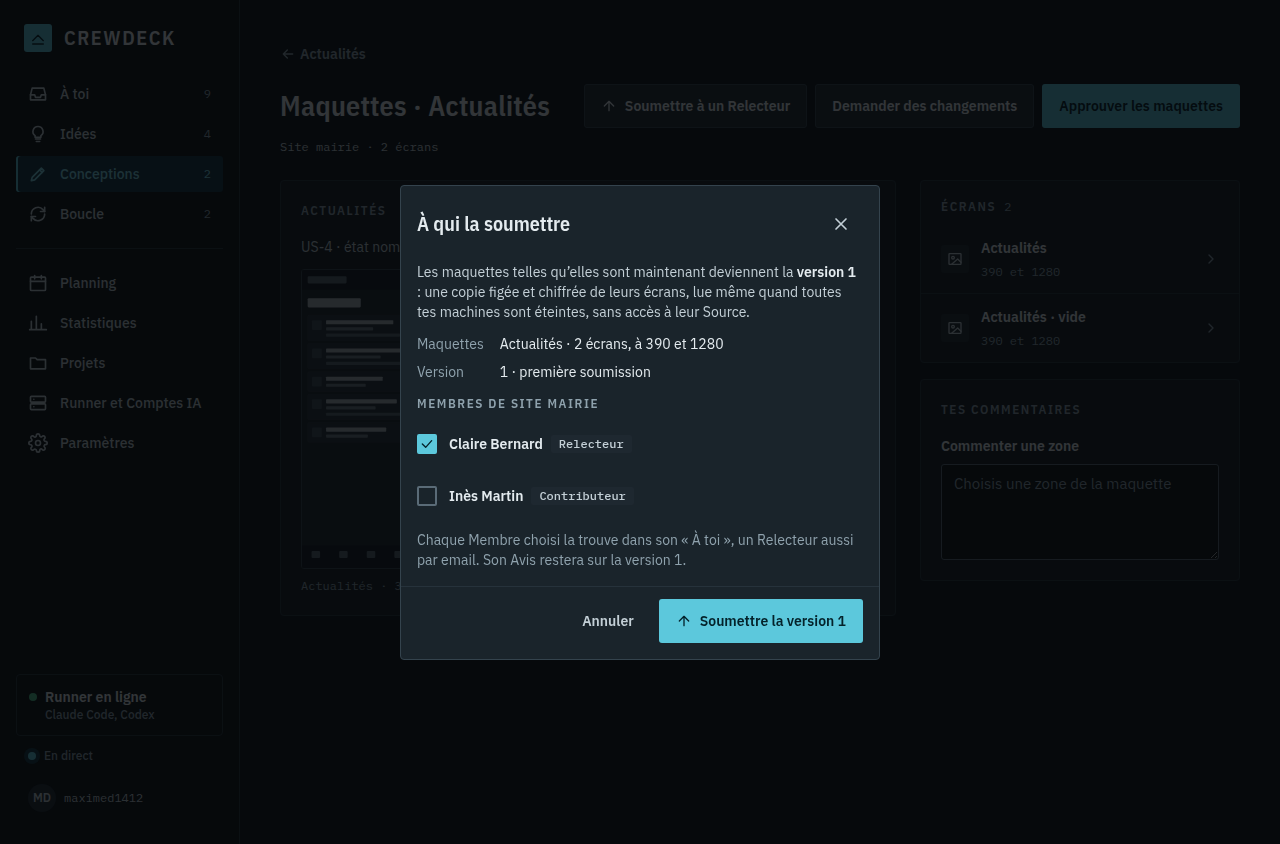 CREWDECK
À toi 9
Idées 4
Conceptions 2
Boucle 2
Planning
Statistiques
Projets
Runner et Comptes IA
Paramètres
Runner en ligne
Claude Code, Codex
En direct
MD maximed1412
Actualités
Maquettes · Actualités
Soumettre à un Relecteur
Demander des changements
Approuver les maquettes
Site mairie · 2 écrans
ACTUALITÉS
US-4 · état nom
Actualités · 3
À qui la soumettre
Les maquettes telles qu’elles sont maintenant deviennent la version 1
: une copie figée et chiffrée de leurs écrans, lue même quand toutes
tes machines sont éteintes, sans accès à leur Source.
Maquettes Actualités · 2 écrans, à 390 et 1280
Version 1 · première soumission
MEMBRES DE SITE MAIRIE
Claire Bernard Relecteur
Inès Martin Contributeur
Chaque Membre choisi la trouve dans son « À toi », un Relecteur aussi
par email. Son Avis restera sur la version 1.
Annuler
Soumettre la version 1
ÉCRANS 2
Actualités
390 et 1280
Actualités · vide
390 et 1280
TES COMMENTAIRES
Commenter une zone
Choisis une zone de la maquette